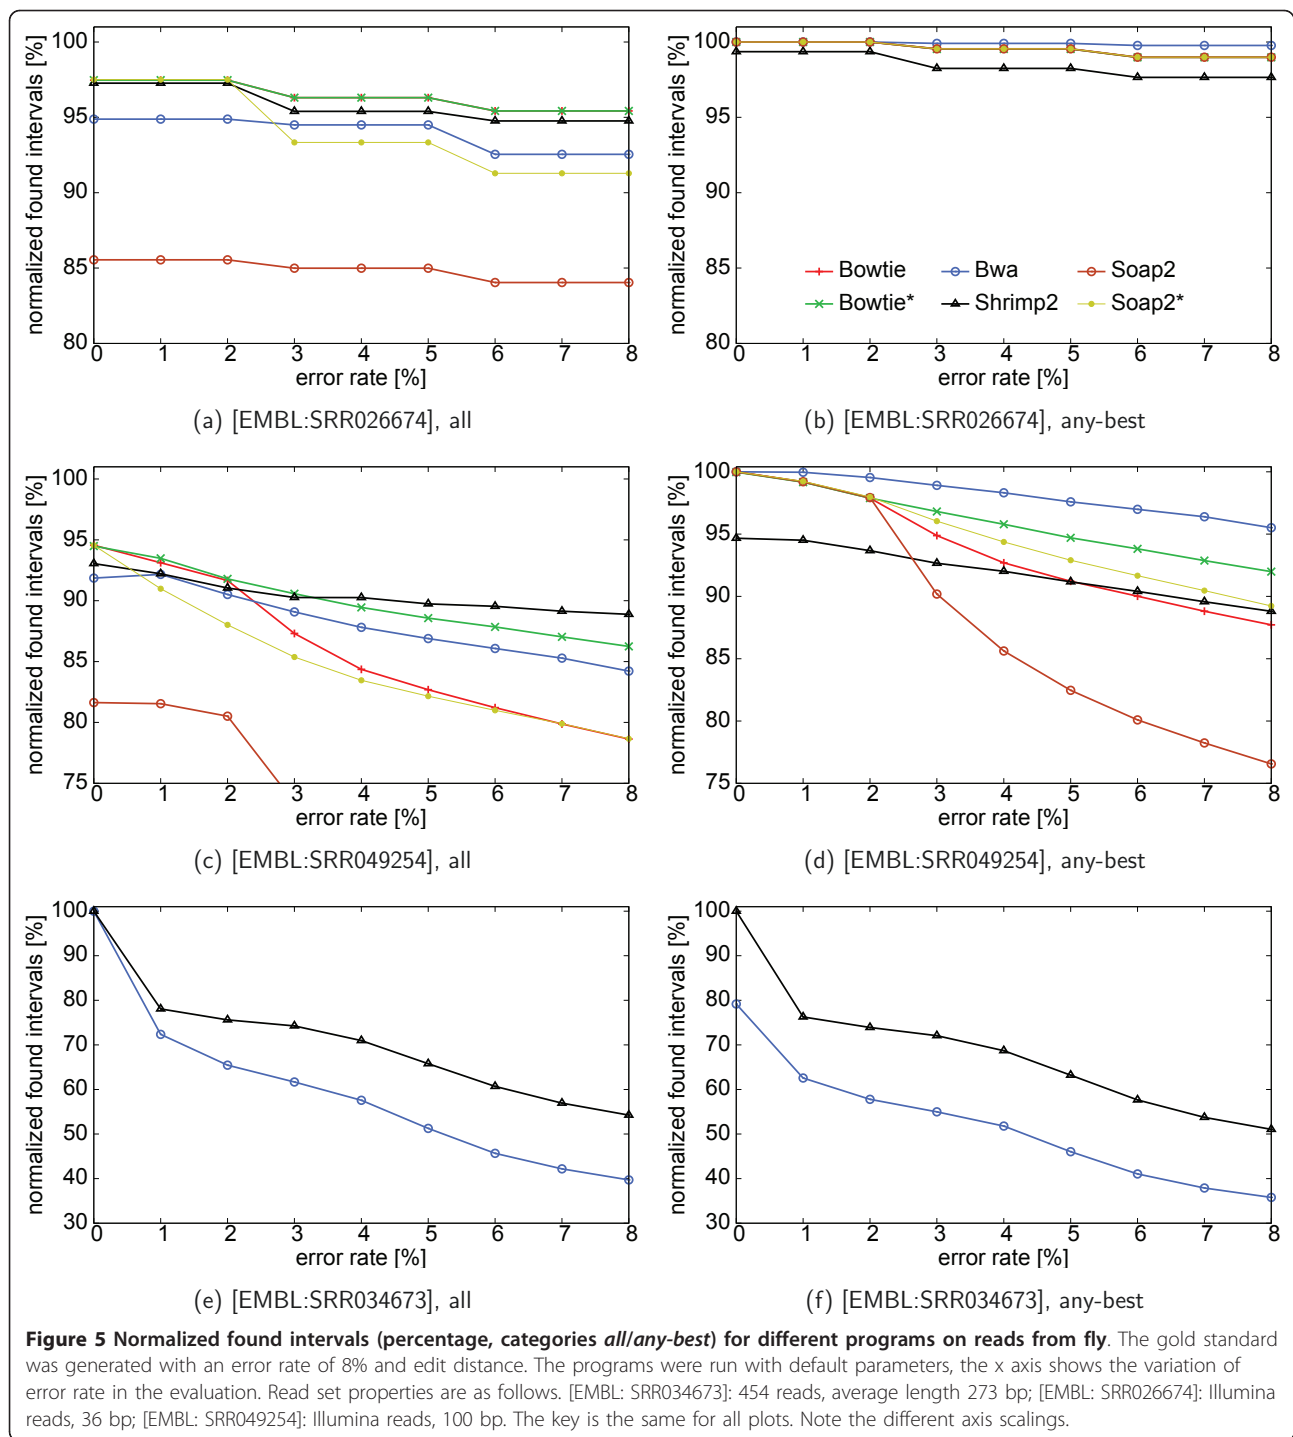 normalized found intervals [%]
100
95
90
85
80
0 1 2 3 4 5 6 7 8
error rate [%]
(a) [EMBL:SRR026674], all
normalized found intervals [%]
100
95
90
85
80
Bowtie Bwa Soap2
Bowtie* Shrimp2 Soap2*
0 1 2 3 4 5 6 7 8
error rate [%]
(b) [EMBL:SRR026674], any-best
normalized found intervals [%]
100
95
90
85
80
75
0 1 2 3 4 5 6 7 8
error rate [%]
(c) [EMBL:SRR049254], all
normalized found intervals [%]
100
95
90
85
80
75
0 1 2 3 4 5 6 7 8
error rate [%]
(d) [EMBL:SRR049254], any-best
normalized found intervals [%]
100
90
80
70
60
50
40
30
0 1 2 3 4 5 6 7 8
error rate [%]
(e) [EMBL:SRR034673], all
normalized found intervals [%]
100
90
80
70
60
50
40
30
0 1 2 3 4 5 6 7 8
error rate [%]
(f) [EMBL:SRR034673], any-best
Figure 5 Normalized found intervals (percentage, categories all/any-best) for different programs on reads from fly. The gold standard
was generated with an error rate of 8% and edit distance. The programs were run with default parameters, the x axis shows the variation of
error rate in the evaluation. Read set properties are as follows. [EMBL: SRR034673]: 454 reads, average length 273 bp; [EMBL: SRR026674]: Illumina
reads, 36 bp; [EMBL: SRR049254]: Illumina reads, 100 bp. The key is the same for all plots. Note the different axis scalings.